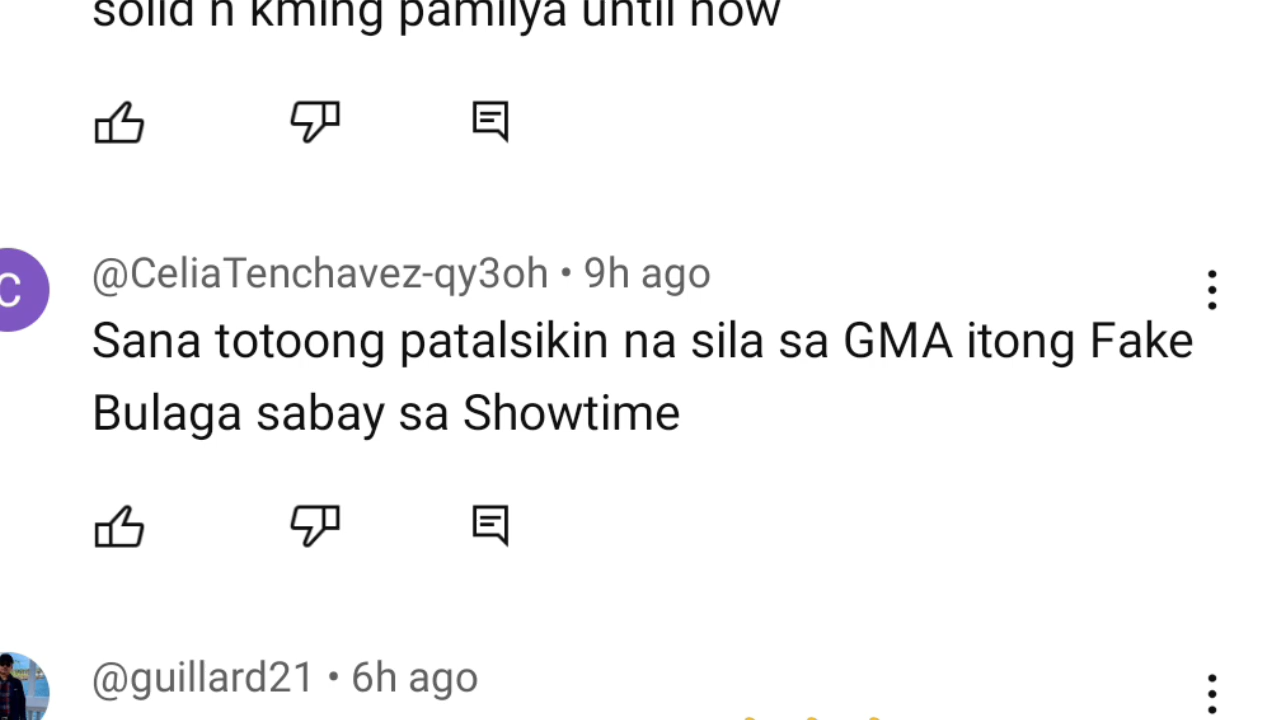 solid n kming pamilya until now
C
@CeliaTenchavez-qy3oh • 9h ago
Sana totoong patalsikin na sila sa GMA itong Fake
Bulaga sabay sa Showtime
@guillard21 • 6h ago